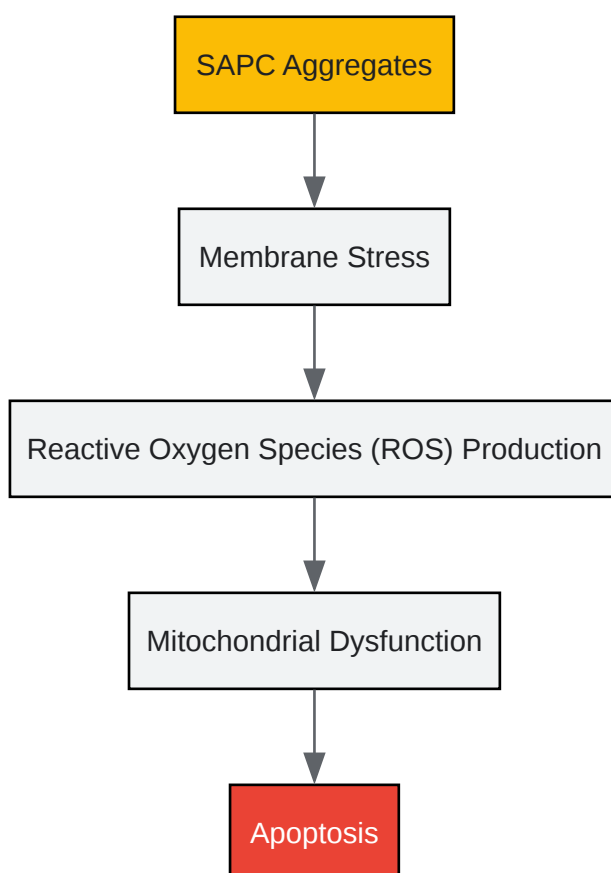 SAPC Aggregates
Membrane Stress
Reactive Oxygen Species (ROS) Production
Mitochondrial Dysfunction
Apoptosis